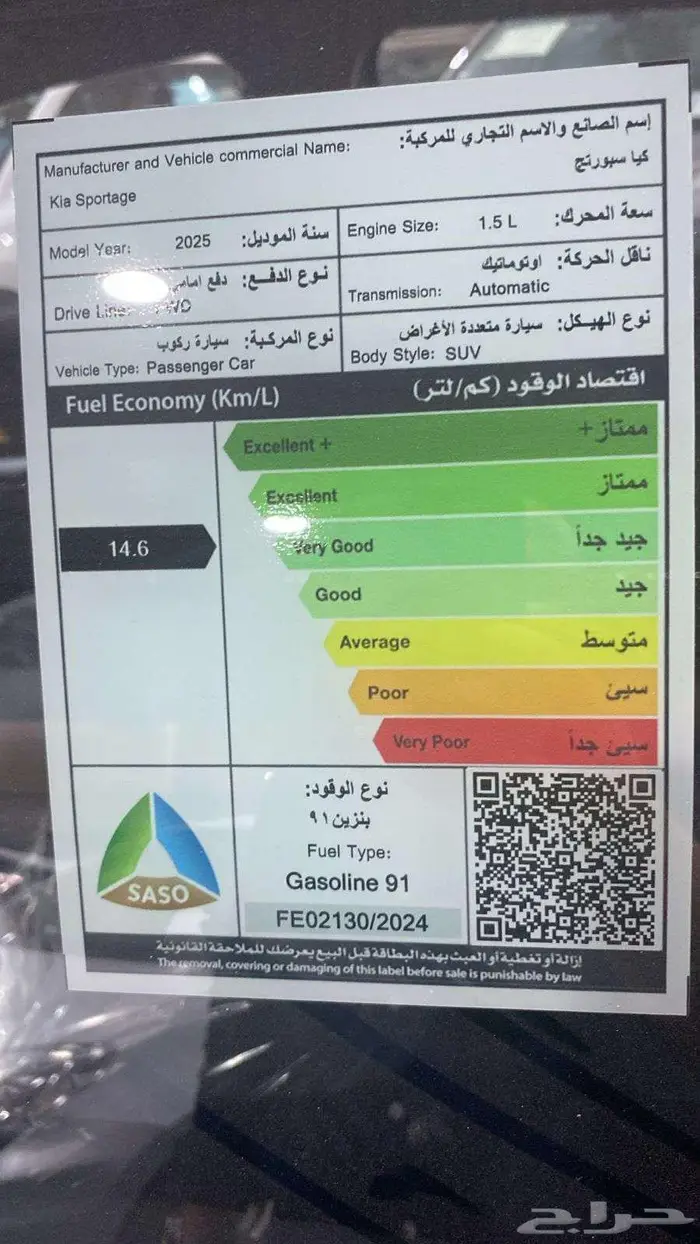 إسم الصانع والاسم التجاري للمركبة:
Manufacturer and Vehicle commercial Name:
كيا سبورتج
Kia Sportage
سنة الموديل:
Model Year: 2025
سعة المحرك:
Engine Size: 1.5 L
نوع الدفع: دفع امامي
Drive Line:
ناقل الحركة: اوتوماتيك
Transmission: Automatic
نوع المركبة: سيارة ركوب
Vehicle Type: Passenger Car
نوع الهيكل: سيارة متعددة الأغراض
Body Style: SUV
Fuel Economy (Km/L) اقتصاد الوقود (كم/لتر)
Excellent + ممتاز+
Excellent ممتاز
14.6
Very Good جيد جداً
Good جيد
Average متوسط
Poor سيئ
Very Poor سيئ جداً
SASO
نوع الوقود:
بنزين ٩١
Fuel Type:
Gasoline 91
FE02130/2024
إزالة أو تغطية أو العبث بهذه البطاقة قبل البيع يعرضك للملاحقة القانونية
The removal, covering or damaging of this label before sale is punishable by law
حراج